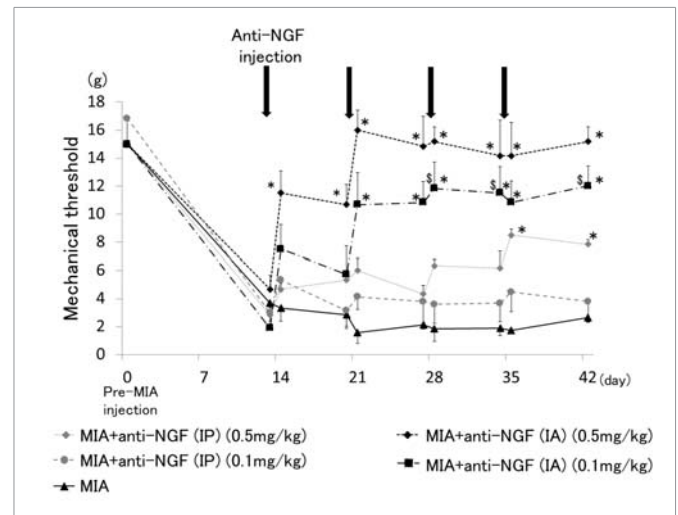 Anti-NGF
injection
(g)
18
16
14
12
10
8
6
4
2
0
Mechanical threshold
* * * * * * * *
* * $ * $ * * $ *
* *
0 7 14 21 28 35 42 (day)
Pre-MIA
injection
MIA+anti-NGF (IP) (0.5mg/kg)
MIA+anti-NGF (IP) (0.1mg/kg)
MIA
MIA+anti-NGF (IA) (0.5mg/kg)
MIA+anti-NGF (IA) (0.1mg/kg)